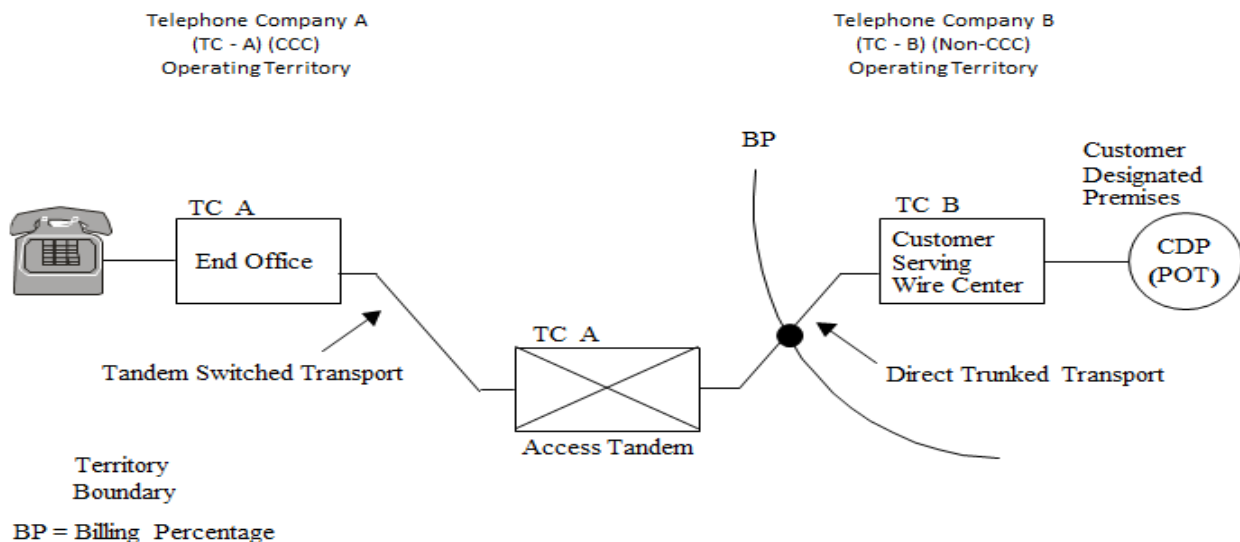 Telephone Company A
(TC - A) (CCC)
Operating Territory
Telephone Company B
(TC - B) (Non-CCC)
Operating Territory
BP
Customer
Designated
Premises
TC A
End Office
TC B
Customer
Serving
Wire Center
CDP
(POT)
TC A
Tandem Switched Transport
Direct Trunked Transport
Access Tandem
Territory
Boundary
BP = Billing Percentage